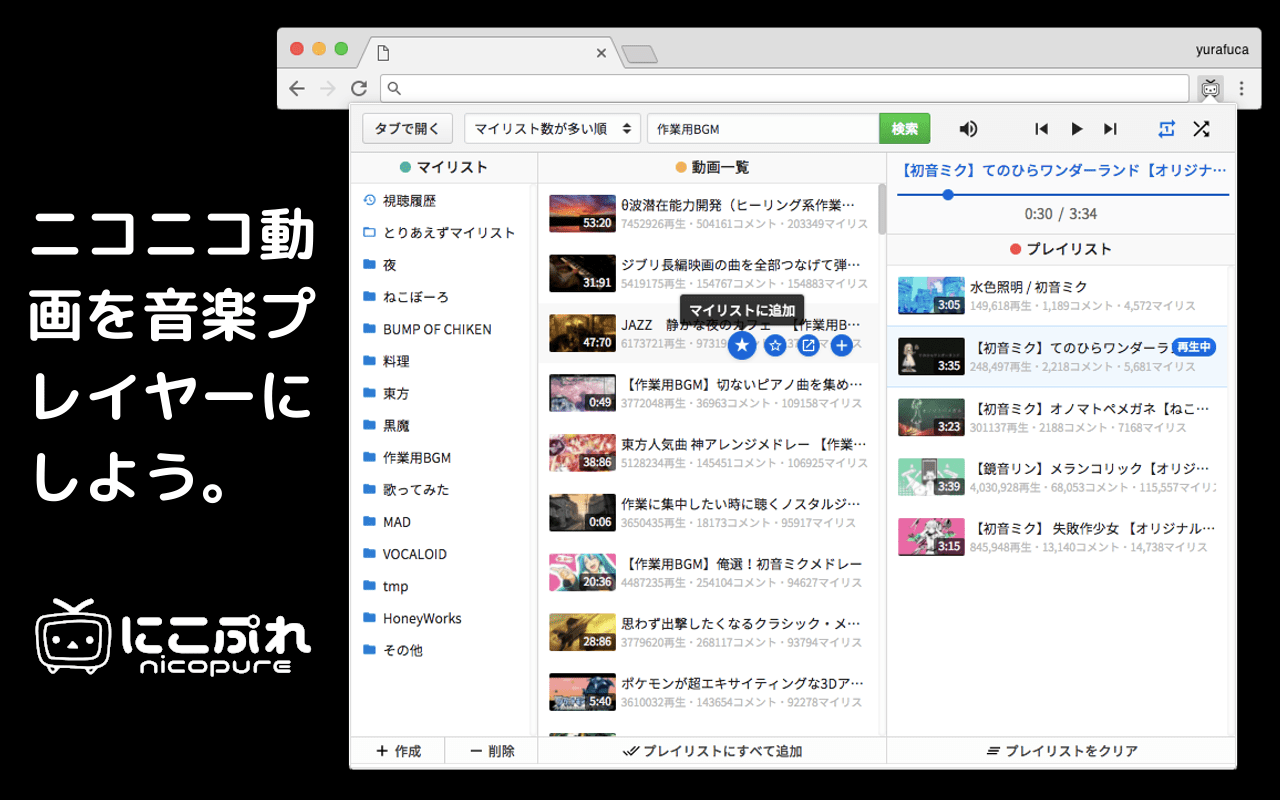 ニコニコ動
画を音楽プ
レイヤーに
しよう。
にこぷれ
nicopure
yurafuca
タブで開く
マイリスト数が多い順
作業用BGM
検索
マイリスト
視聴履歴
とりあえずマイリスト
夜
ねこぼーろ
BUMP OF CHIKEN
料理
東方
黒魔
作業用BGM
歌ってみた
MAD
VOCALOID
tmp
HoneyWorks
その他
作成
削除
動画一覧
53:20
θ波潜在能力開発（ヒーリング系作業…
7452926再生・504161コメント・203349マイリス
31:91
ジブリ長編映画の曲を全部つなげて弾…
5419175再生・154767コメント・154883マイリス
マイリストに追加
47:70
JAZZ 静かな夜のカフェ 【作業用B…
6173721再生・97319
0:49
【作業用BGM】切ないピアノ曲を集め…
3772048再生・36963コメント・109158マイリス
38:86
東方人気曲 神アレンジメドレー 【作業…
5128234再生・145451コメント・106925マイリス
0:06
作業に集中したい時に聴くノスタルジ…
3650435再生・18173コメント・95917マイリス
20:36
【作業用BGM】俺選！初音ミクメドレー
4487235再生・254104コメント・94627マイリス
28:86
思わず出撃したくなるクラシック・メ…
3779620再生・268117コメント・93794マイリス
5:40
ポケモンが超エキサイティングな3Dア…
3610032再生・143654コメント・92278マイリス
プレイリストにすべて追加
【初音ミク】てのひらワンダーランド【オリジナ…
0:30 / 3:34
プレイリスト
3:05
水色照明 / 初音ミク
149,618再生・1,189コメント・4,572マイリス
3:35
【初音ミク】てのひらワンダーラ
再生中
248,497再生・2,218コメント・5,681マイリス
3:23
【初音ミク】オノマトペメガネ【ねこ…
301137再生・2188コメント・7168マイリス
3:39
【鏡音リン】メランコリック【オリジ…
4,030,928再生・68,053コメント・115,557マイリ
3:15
【初音ミク】 失敗作少女 【オリジナル…
845,948再生・13,140コメント・14,738マイリス
プレイリストをクリア